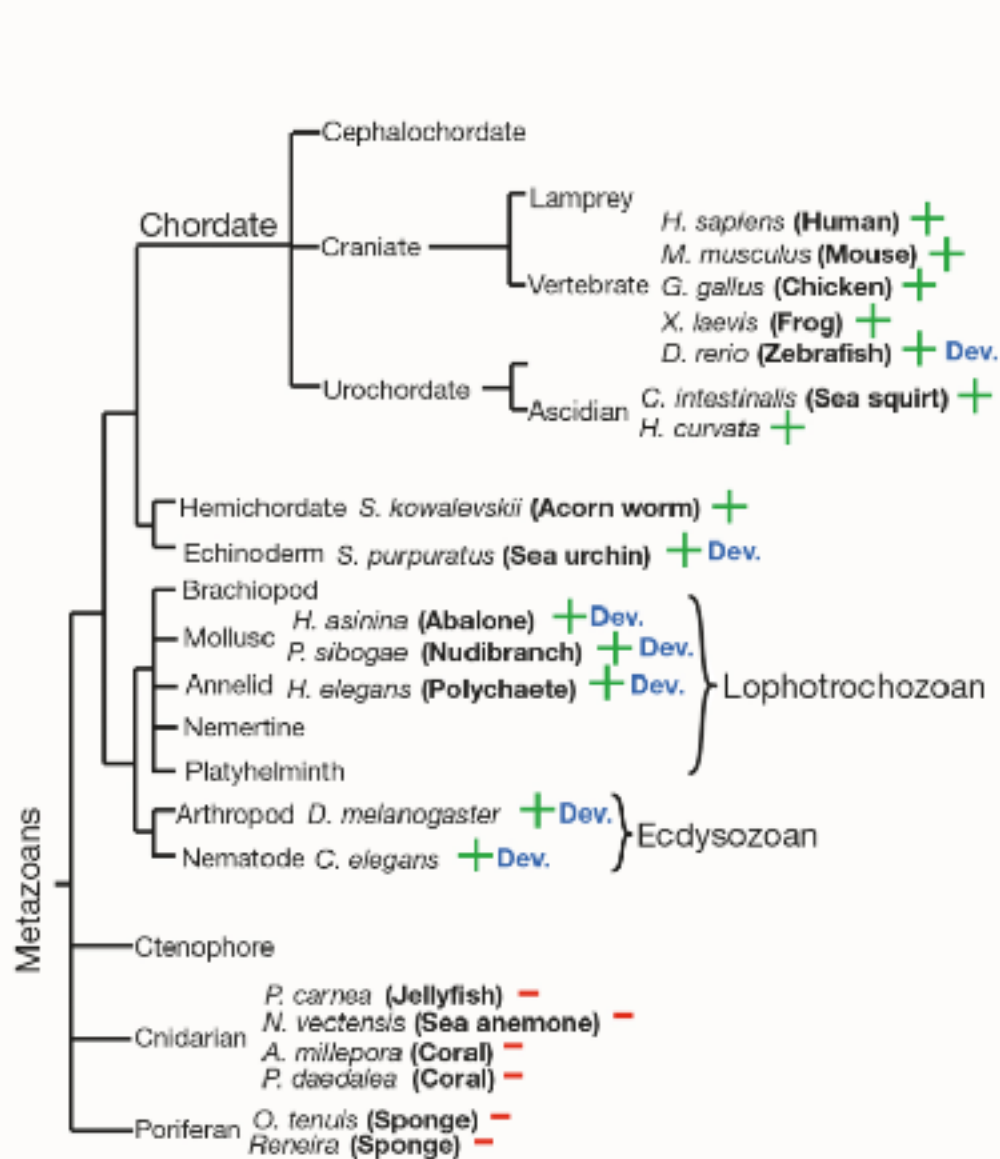 Cephalochordate
Lamprey
Chordate
H. sapiens (Human) +
Craniate
M. musculus (Mouse) +
Vertebrate G. gallus (Chicken) +
X. laevis (Frog) +
D. rerio (Zebrafish) + Dev.
Urochordate
Ascidian C. intestinalis (Sea squirt) +
H. curvata +
Hemichordate S. kowalevskii (Acorn worm) +
Echinoderm S. purpuratus (Sea urchin) + Dev.
Brachiopod
Mollusc H. asinina (Abalone) + Dev.
P. sibogae (Nudibranch) + Dev.
Annelid H. elegans (Polychaete) + Dev.
Lophotrochozoan
Nemertine
Platyhelminth
Arthropod D. melanogaster + Dev.
Ecdysozoan
Nematode C. elegans + Dev.
Metazoans
Ctenophore
P. carnea (Jellyfish) -
Cnidarian N. vectensis (Sea anemone) -
A. millepora (Coral) -
P. daedalea (Coral) -
Poriferan O. tenuis (Sponge) -
Reneira (Sponge) -